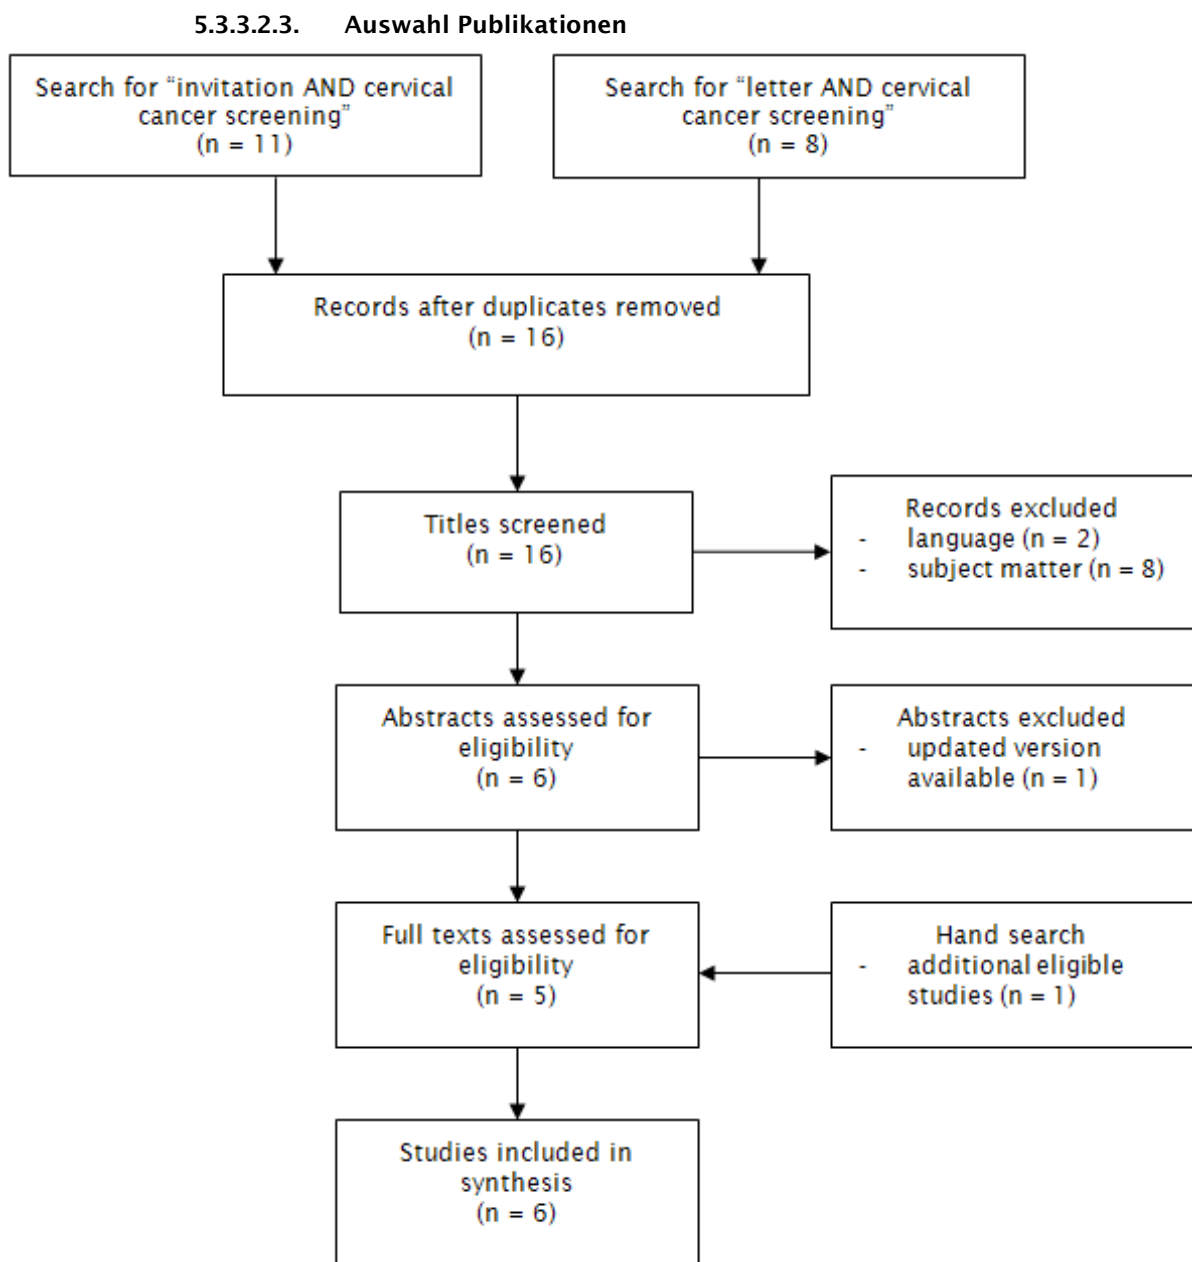 5.3.3.2.3. Auswahl Publikationen
Search for “invitation AND cervical
cancer screening”
(n = 11)
Search for “letter AND cervical
cancer screening”
(n = 8)
Records after duplicates removed
(n = 16)
Titles screened
(n = 16)
Records excluded
- language (n = 2)
- subject matter (n = 8)
Abstracts assessed for
eligibility
(n = 6)
Abstracts excluded
- updated version
available (n = 1)
Full texts assessed for
eligibility
(n = 5)
Hand search
- additional eligible
studies (n = 1)
Studies included in
synthesis
(n = 6)